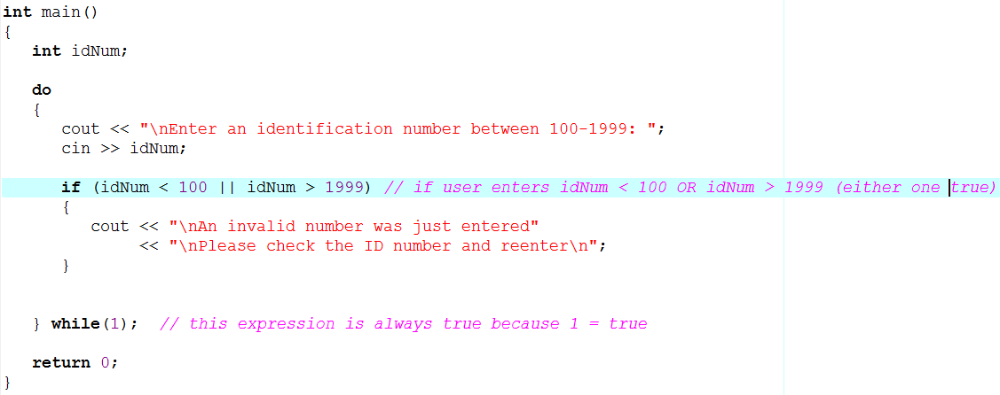 int main()
{
int idNum;
do
{
cout << "\nEnter an identification number between 100-1999: ";
cin >> idNum;
if (idNum < 100 || idNum > 1999) // if user enters idNum < 100 OR idNum > 1999 (either one true)
{
cout << "\nAn invalid number was just entered"
<< "\nPlease check the ID number and reenter\n";
}
} while(1); // this expression is always true because 1 = true
return 0;
}